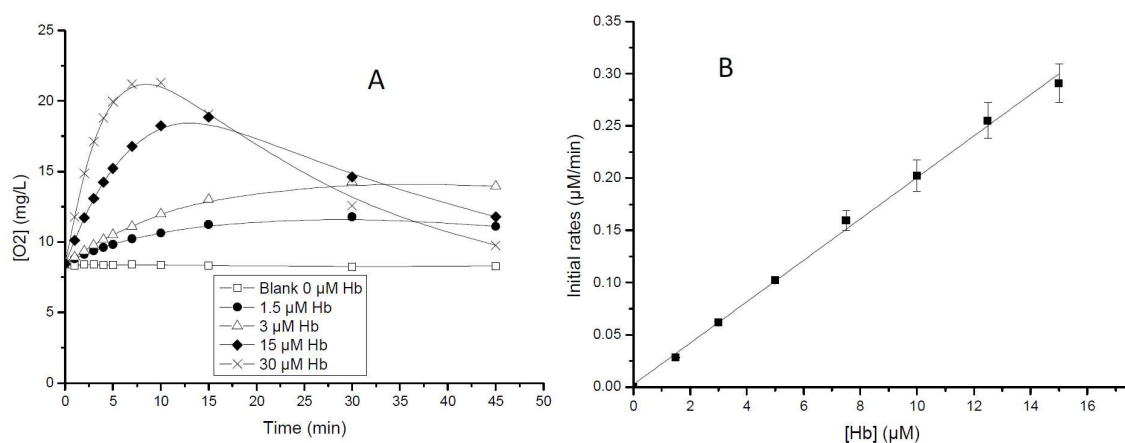 A
[O2] (mg/L)
25
20
15
10
5
0
0 5 10 15 20 25 30 35 40 45 50
Time (min)
Blank 0 µM Hb
1.5 µM Hb
3 µM Hb
15 µM Hb
30 µM Hb
B
Initial rates (µM/min)
0.30
0.25
0.20
0.15
0.10
0.05
0.00
0 2 4 6 8 10 12 14 16
[Hb] (µM)